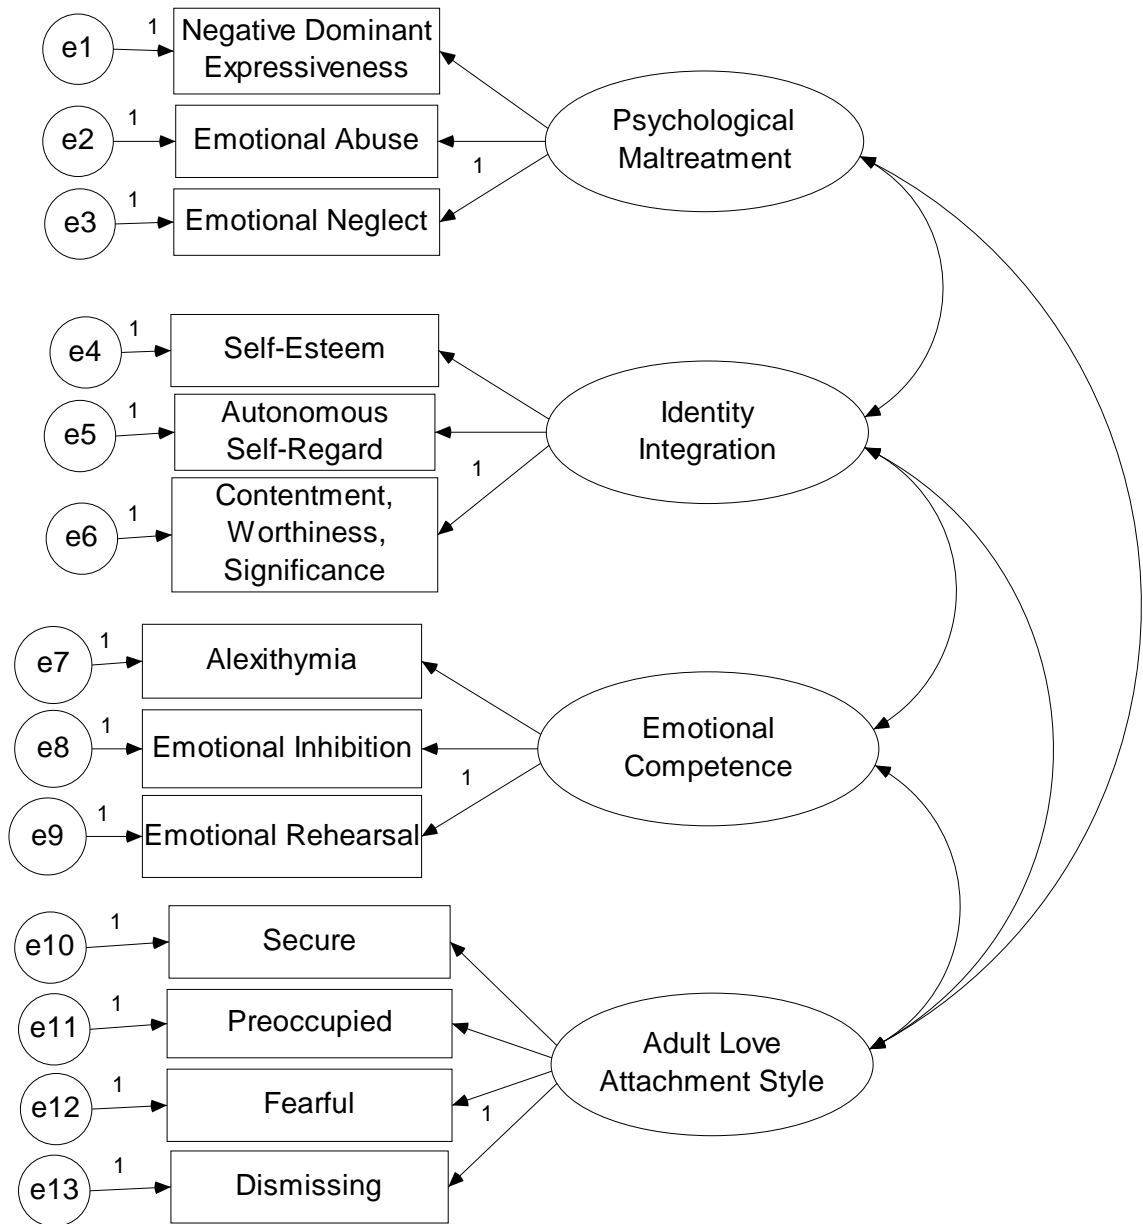 e1
1
Negative Dominant
Expressiveness
e2
1
Emotional Abuse
e3
1
Emotional Neglect
1
Psychological
Maltreatment
e4
1
Self-Esteem
e5
1
Autonomous
Self-Regard
e6
1
Contentment,
Worthiness,
Significance
1
Identity
Integration
e7
1
Alexithymia
e8
1
Emotional Inhibition
e9
1
Emotional Rehearsal
1
Emotional
Competence
e10
1
Secure
e11
1
Preoccupied
e12
1
Fearful
e13
1
Dismissing
1
Adult Love
Attachment Style